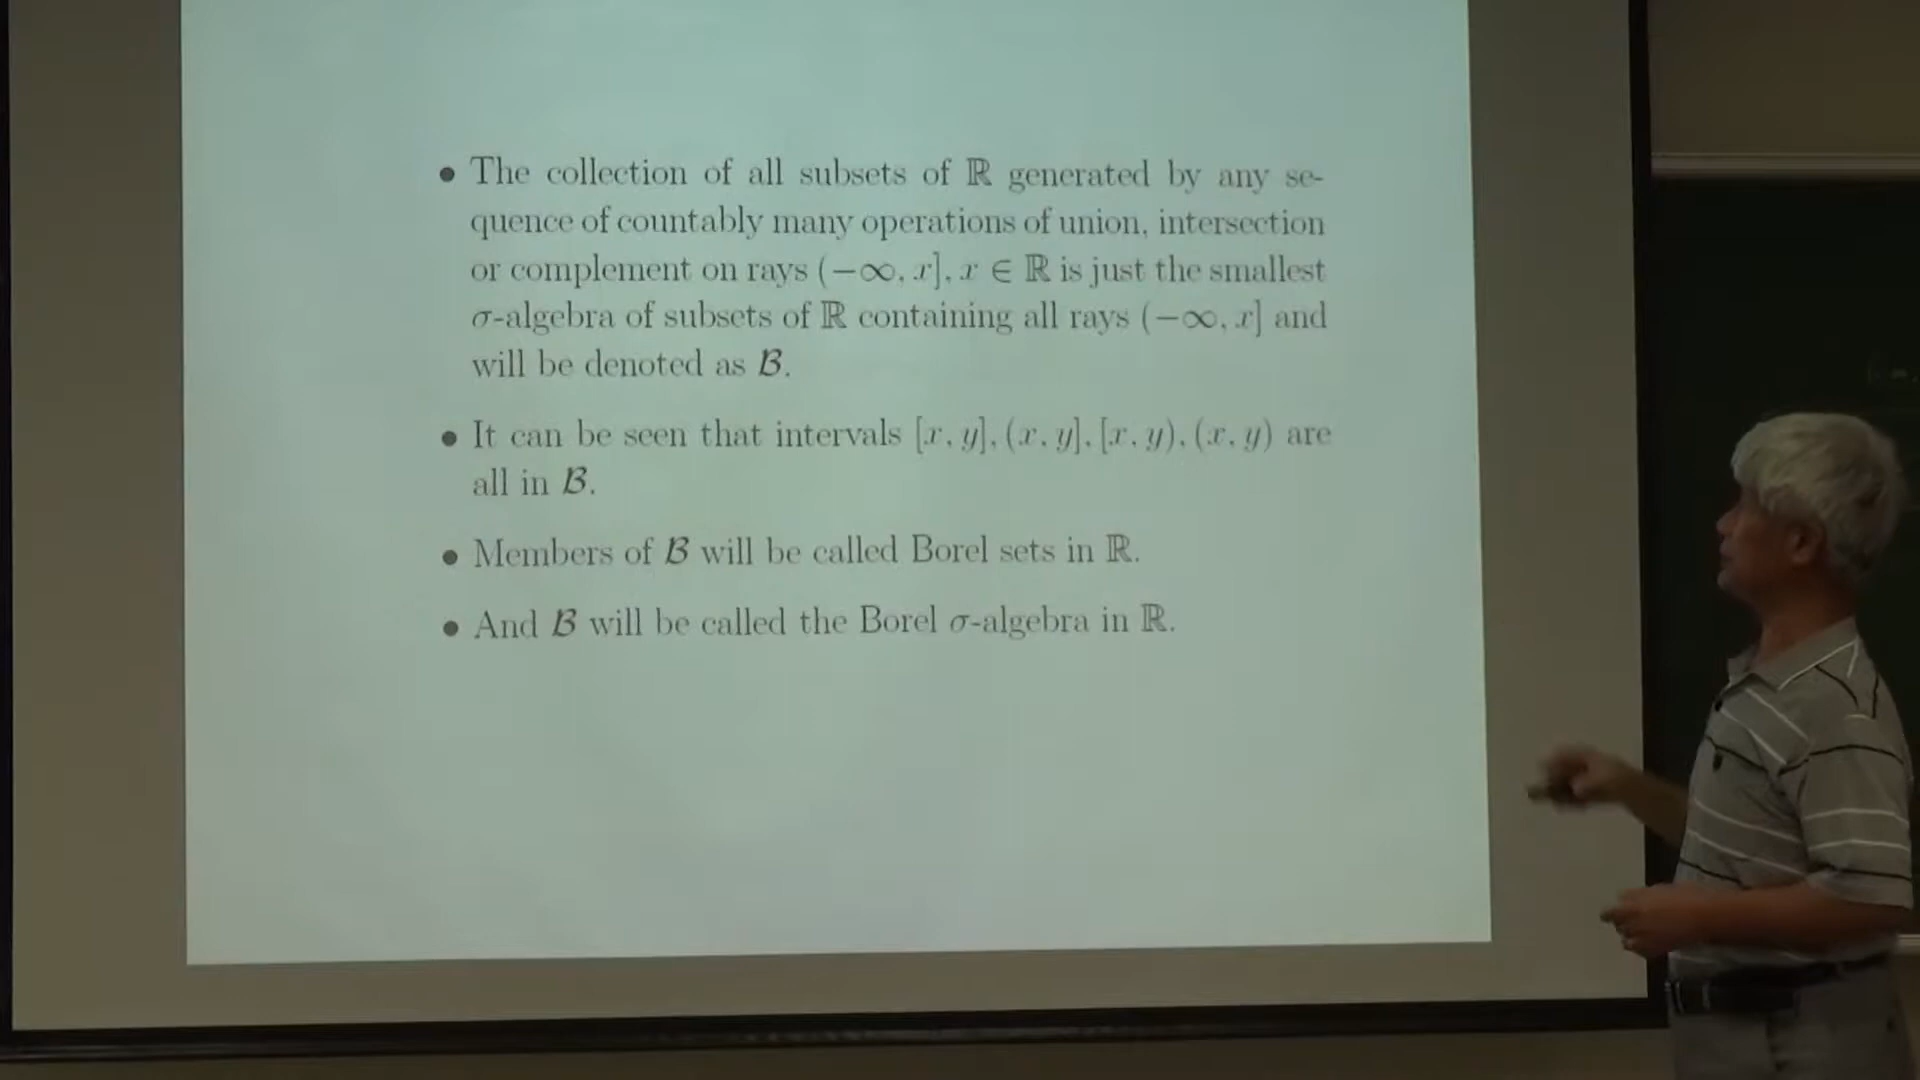 • The collection of all subsets of ℝ generated by any se-
quence of countably many operations of union, intersection
or complement on rays (−∞, x], x ∈ ℝ is just the smallest
σ-algebra of subsets of ℝ containing all rays (−∞, x] and
will be denoted as ℬ.
• It can be seen that intervals [x, y], (x, y], [x, y), (x, y) are
all in ℬ.
• Members of ℬ will be called Borel sets in ℝ.
• And ℬ will be called the Borel σ-algebra in ℝ.